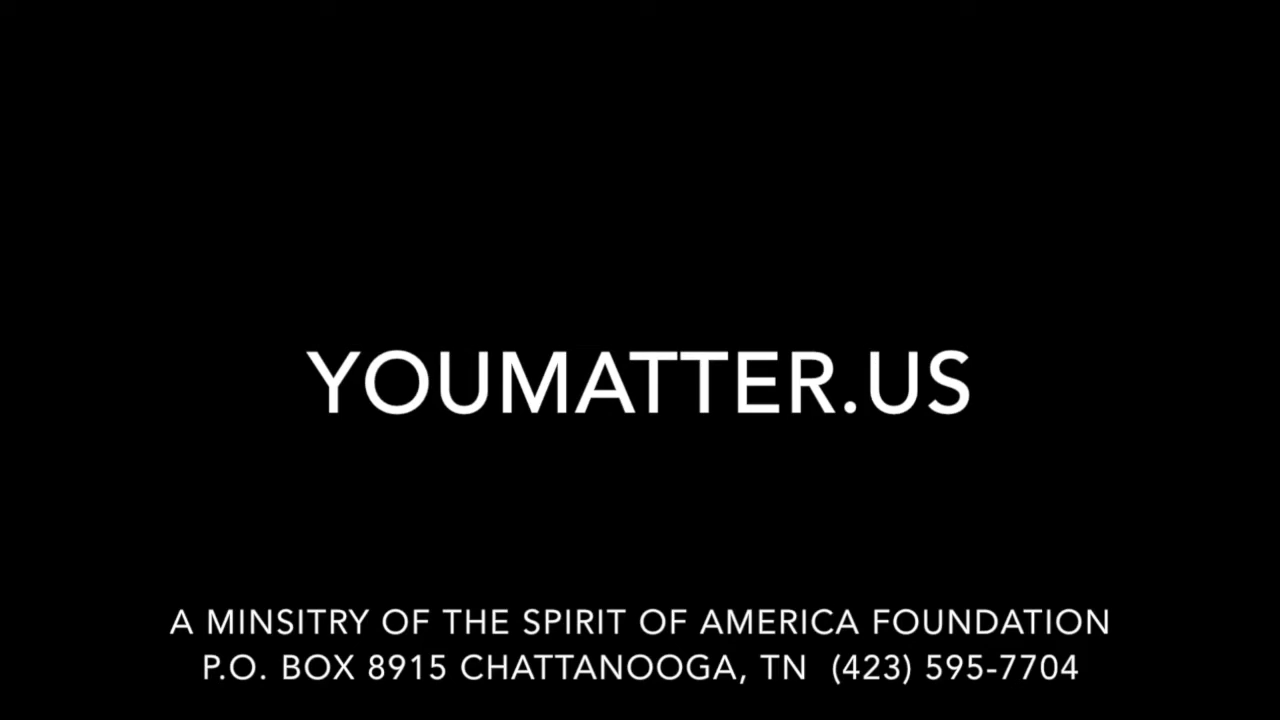 YOUMATTER.US
A MINSITRY OF THE SPIRIT OF AMERICA FOUNDATION
P.O. BOX 8915 CHATTANOOGA, TN  (423) 595-7704